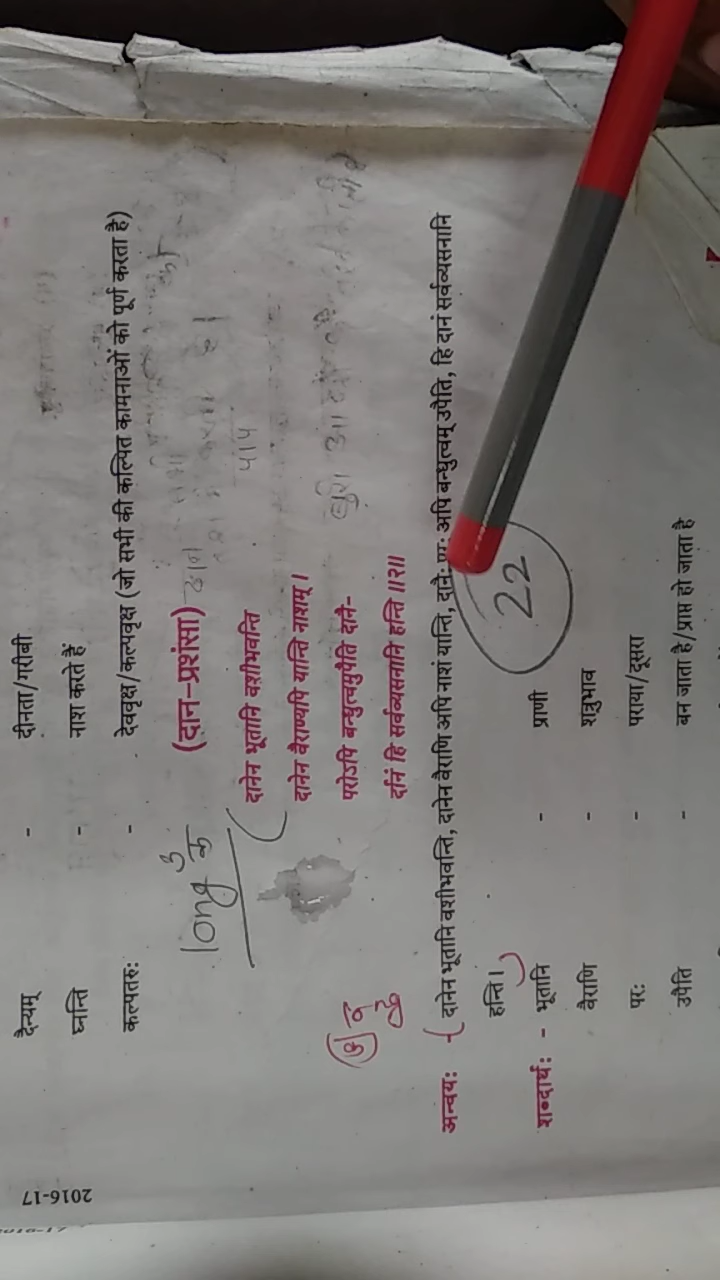 दैन्यम् - दीनता/गरीबी
घ्नन्ति - नाश करते हैं
कल्पतरुः - देववृक्ष/कल्पवृक्ष (जो सभी की कल्पित कामनाओं को पूर्ण करता है)
(दान-प्रशंसा)
long
दानेन भूतानि वशीभवन्ति
पाप
दानेन वैराण्यपि यान्ति नाशम् ।
परोऽपि बन्धुत्वमुपैति दानै-
र्दानं हि सर्वव्यसनानि हन्ति ॥२॥
अन्वयः - दानेन भूतानि वशीभवन्ति, दानेन वैराणि अपि नाशं यान्ति, दानैः परः अपि बन्धुत्वम् उपैति, हि दानं सर्वव्यसनानि
हन्ति।
22
शब्दार्थः - भूतानि - प्राणी
वैराणि - शत्रुभाव
परः - पराया/दूसरा
उपैति - बन जाता है/प्राप्त हो जाता है
2016-17